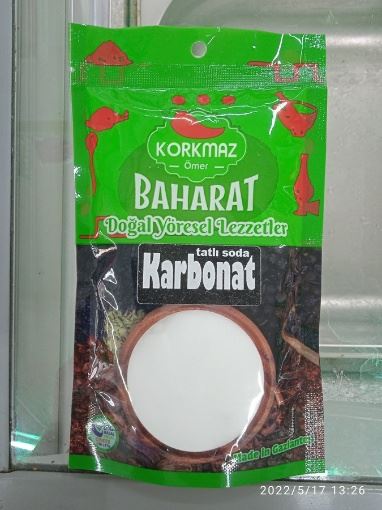 KORKMAZ
Ömer
BAHARAT
Doğal Yöresel Lezzetler
tatlı soda
Karbonat
Made In Gaziantep
2022/5/17 13:26